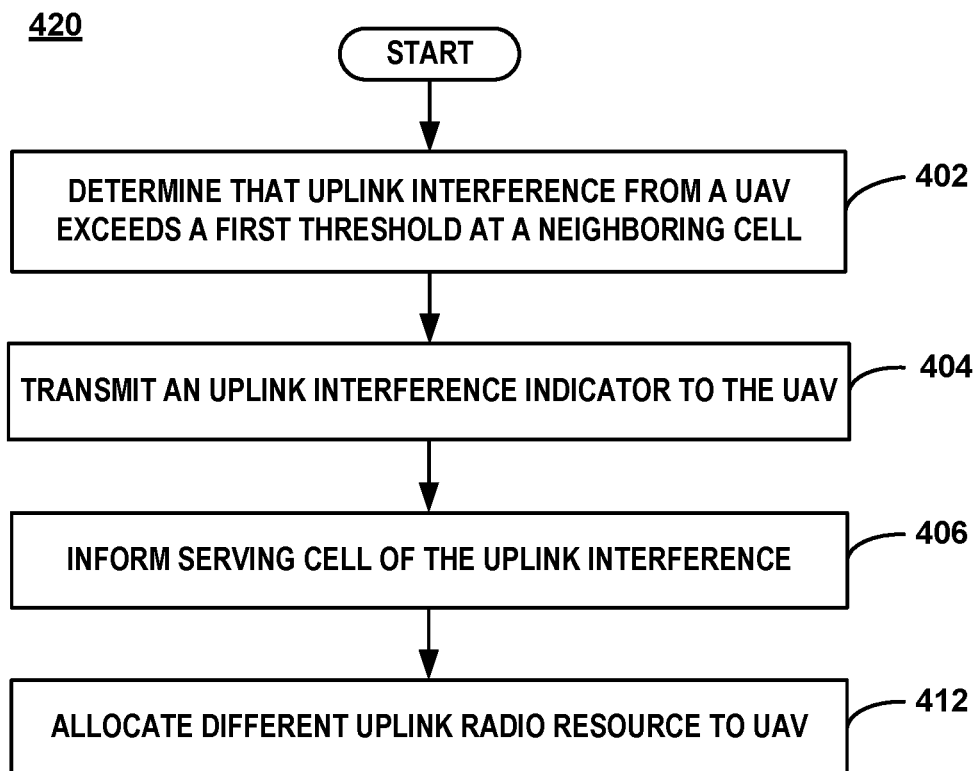 420
START
DETERMINE THAT UPLINK INTERFERENCE FROM A UAV
EXCEEDS A FIRST THRESHOLD AT A NEIGHBORING CELL
402
TRANSMIT AN UPLINK INTERFERENCE INDICATOR TO THE UAV
404
INFORM SERVING CELL OF THE UPLINK INTERFERENCE
406
ALLOCATE DIFFERENT UPLINK RADIO RESOURCE TO UAV
412